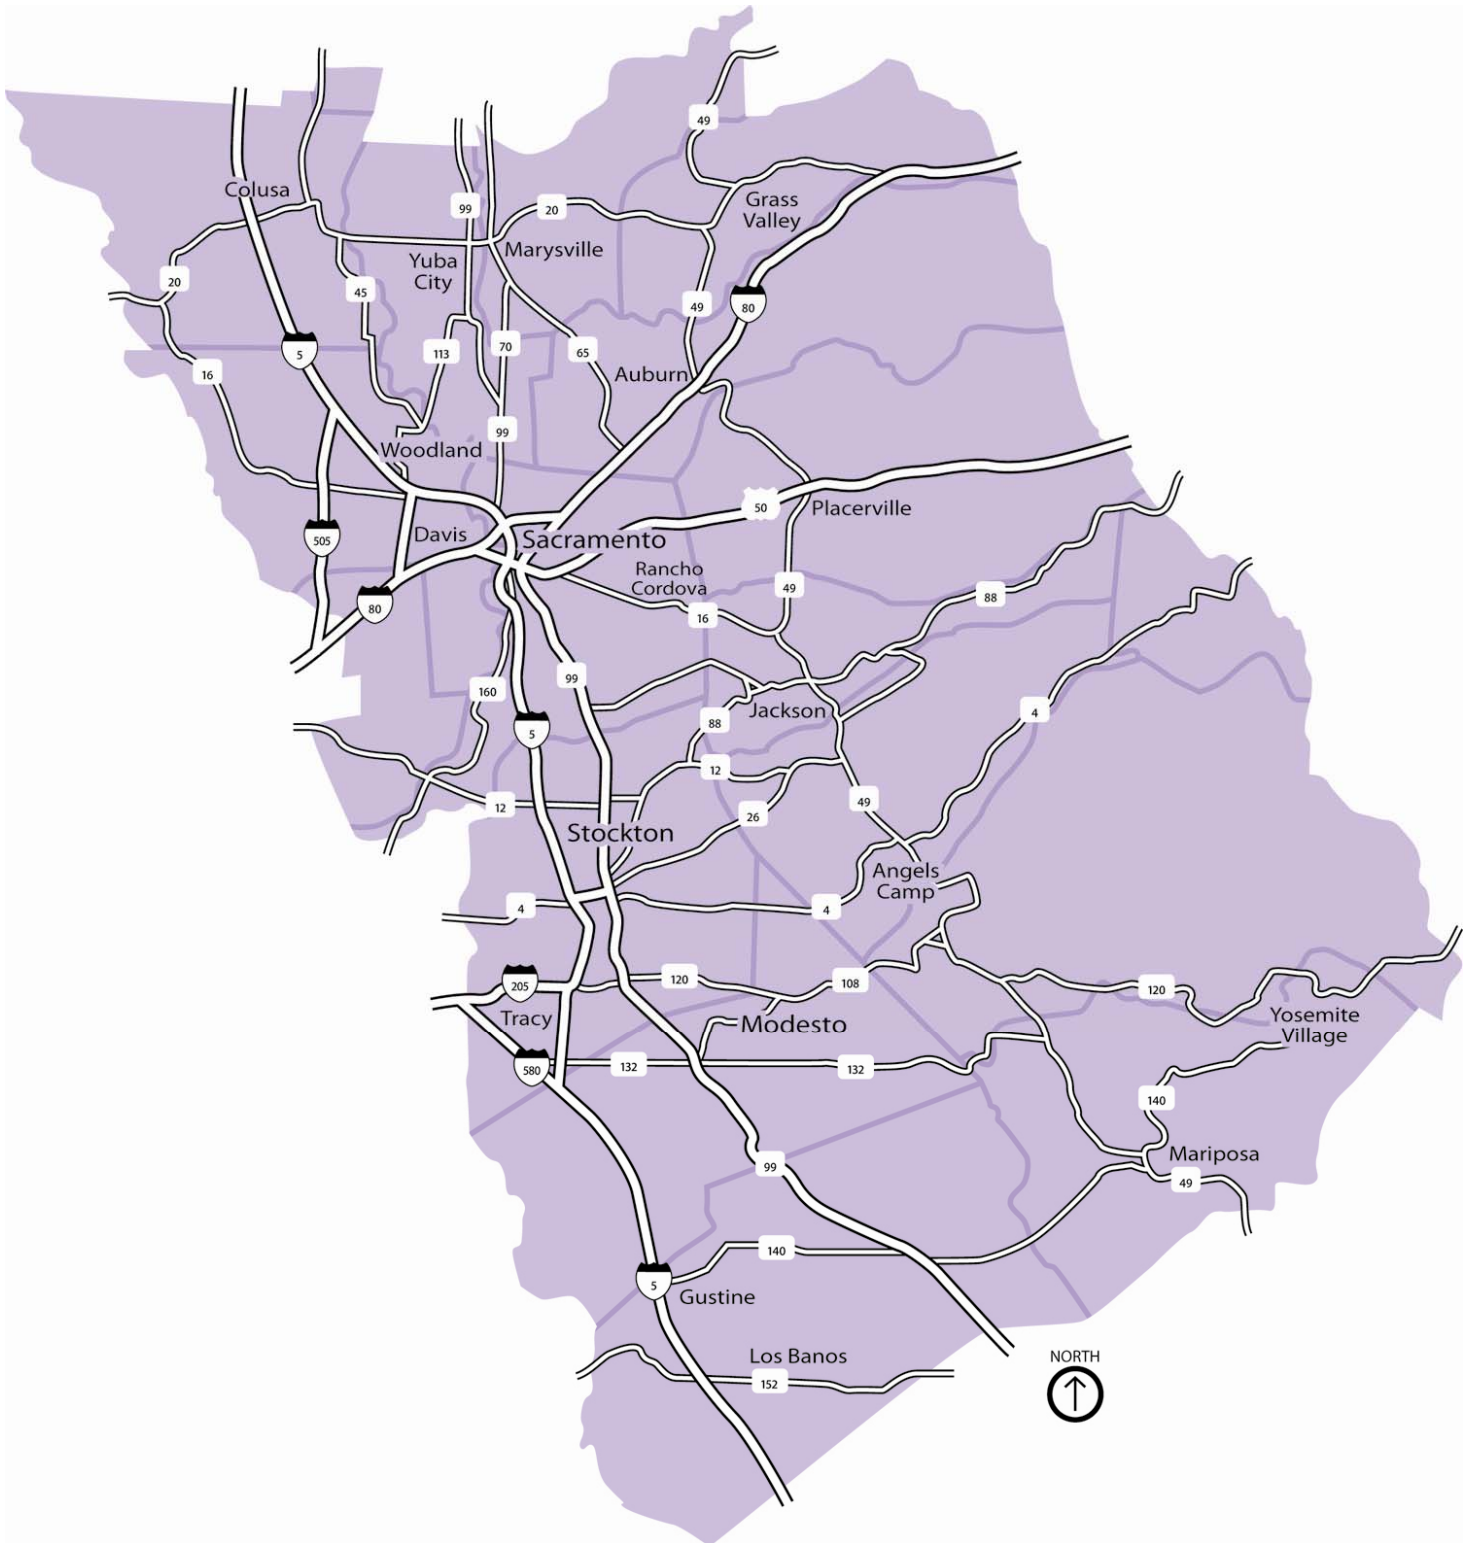 49
Colusa
Grass
Valley
99
20
Marysville
Yuba
City
20
45
49
80
5
113
70
65
16
Auburn
99
Woodland
50
Placerville
505
Davis
Sacramento
Rancho
Cordova
49
88
80
16
99
160
4
5
88
Jackson
12
12
49
26
Stockton
Angels
Camp
4
4
205
120
108
120
Tracy
Modesto
Yosemite
Village
580
132
132
140
99
Mariposa
49
140
5
Gustine
Los Banos
152
NORTH